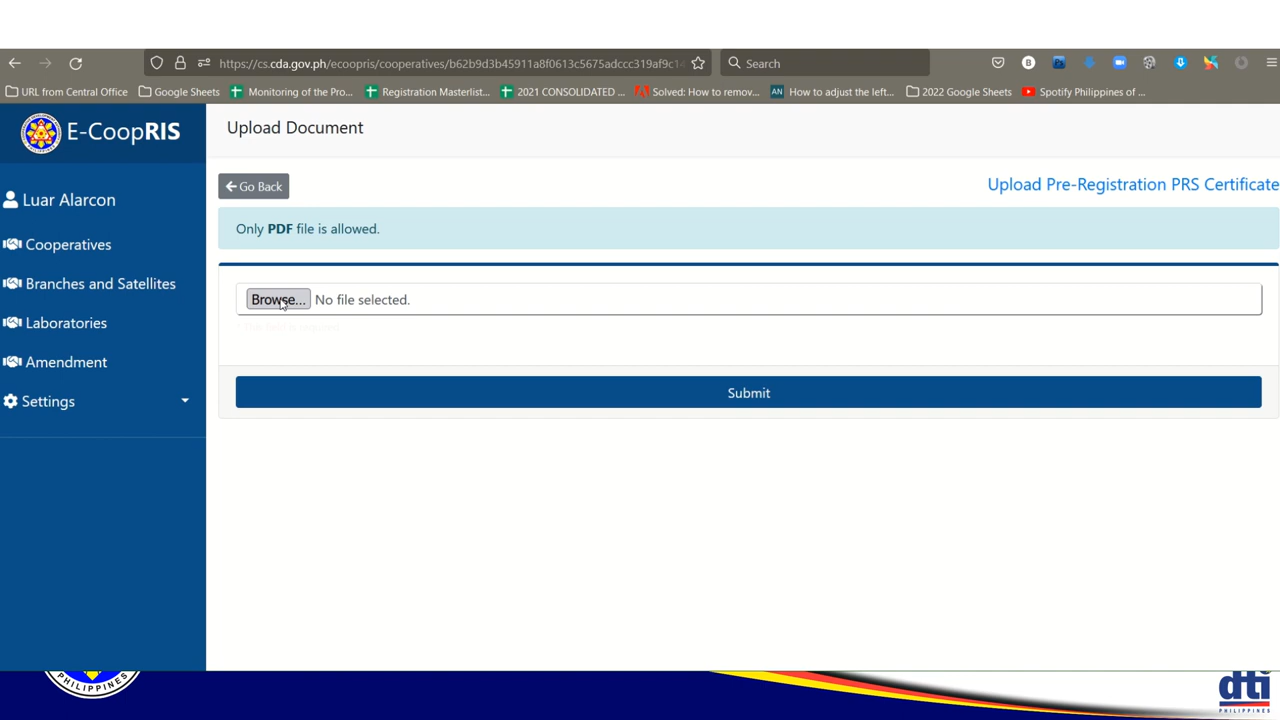 https://cs.cda.gov.ph/ecoopris/cooperatives/b62b9d3b45911a8f0613c5675adccc319af9c1
Search
URL from Central Office
Google Sheets
Monitoring of the Pro...
Registration Masterlist...
2021 CONSOLIDATED ...
Solved: How to remov...
AN
How to adjust the left...
2022 Google Sheets
Spotify Philippines of ...
E-CoopRIS
Upload Document
Luar Alarcon
Cooperatives
Branches and Satellites
Laboratories
Amendment
Settings
Go Back
Upload Pre-Registration PRS Certificate
Only PDF file is allowed.
Browse... No file selected.
Submit
PHILIPPINES
dti
PHILIPPINES